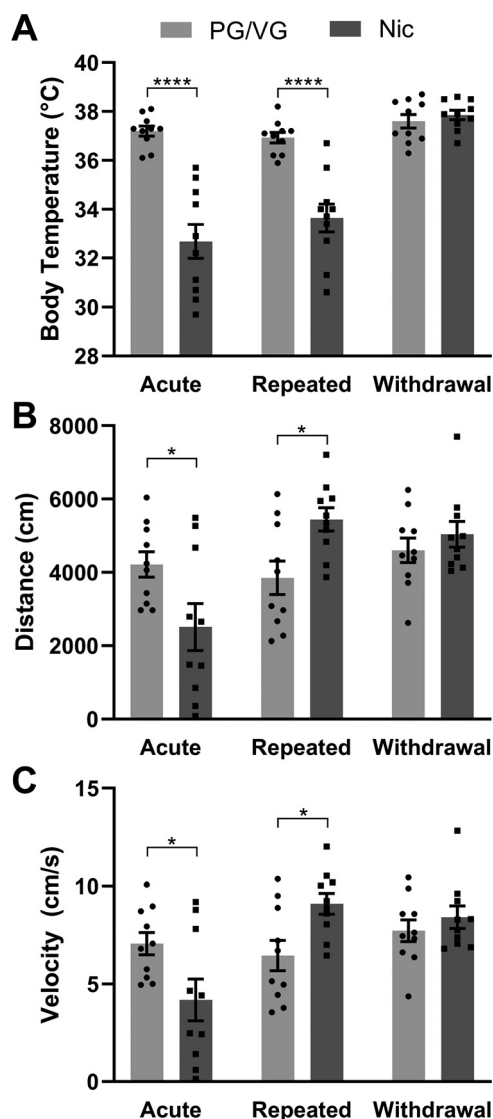 A
PG/VG Nic
Body Temperature (°C)
40
38
36
34
32
30
28
**** ****
Acute Repeated Withdrawal
B
Distance (cm)
8000
6000
4000
2000
0
* *
Acute Repeated Withdrawal
C
Velocity (cm/s)
15
10
5
0
* *
Acute Repeated Withdrawal